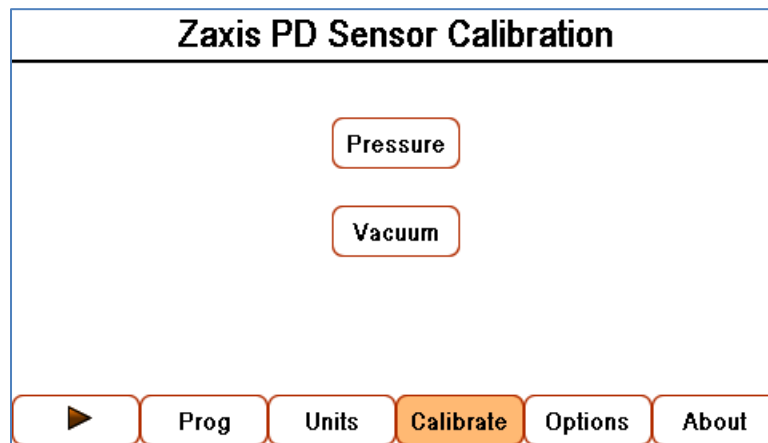 Zaxis PD Sensor Calibration
Pressure
Vacuum
Prog Units Calibrate Options About